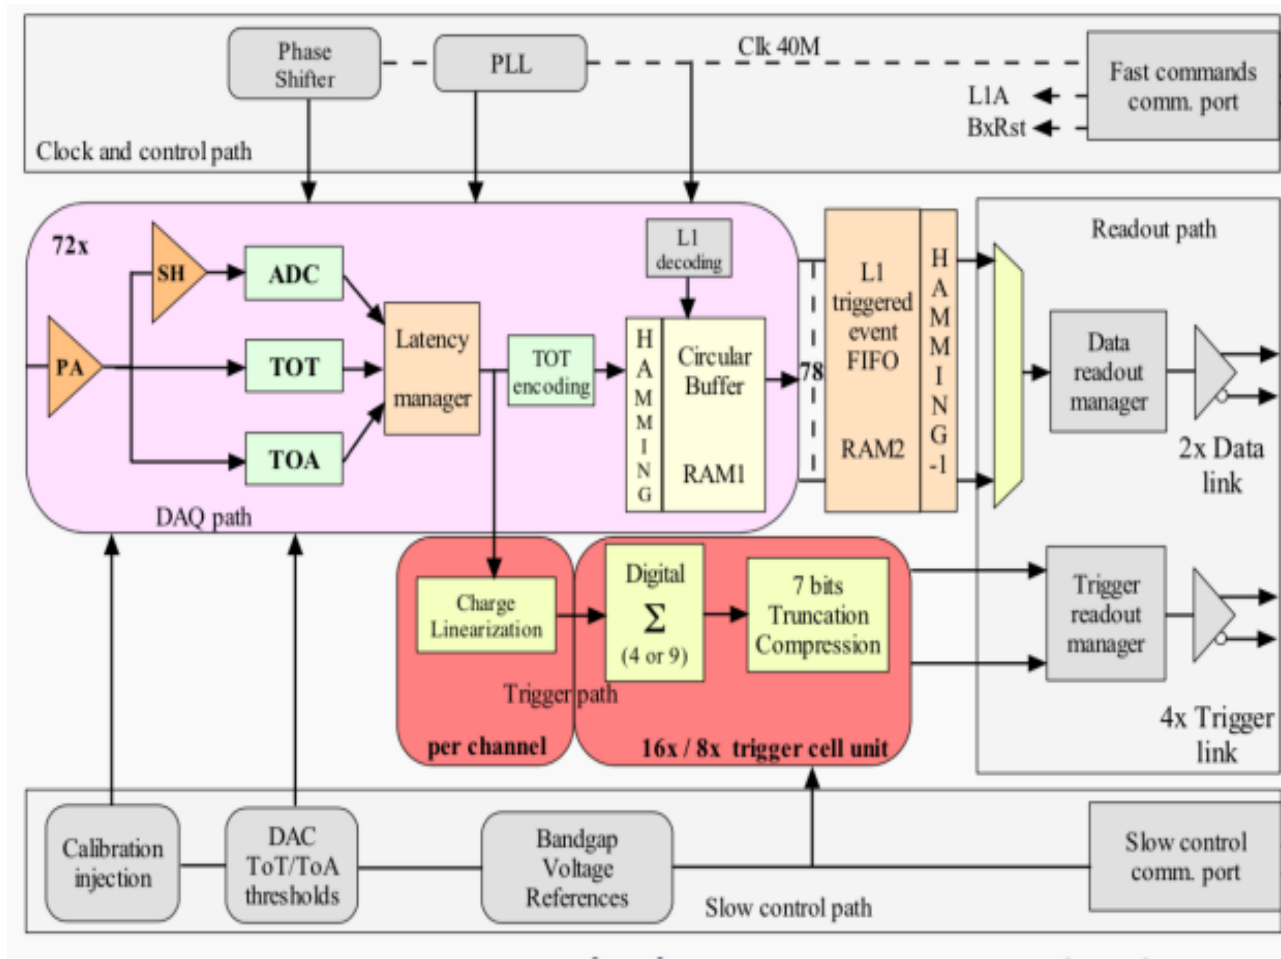 Phase
Shifter
PLL
Clk 40M
Fast commands
comm. port
L1A
BxRst
Clock and control path
72x
SH
ADC
PA
TOT
TOA
Latency
manager
TOT
encoding
L1
decoding
HAMMING
Circular
Buffer
RAM1
DAQ path
78
L1
triggered
event
FIFO
RAM2
HAMMING-1
Readout path
Data
readout
manager
2x Data
link
Charge
Linearization
Digital
Σ
(4 or 9)
7 bits
Truncation
Compression
Trigger path
per channel
16x / 8x trigger cell unit
Trigger
readout
manager
4x Trigger
link
Calibration
injection
DAC
ToT/ToA
thresholds
Bandgap
Voltage
References
Slow control
comm. port
Slow control path